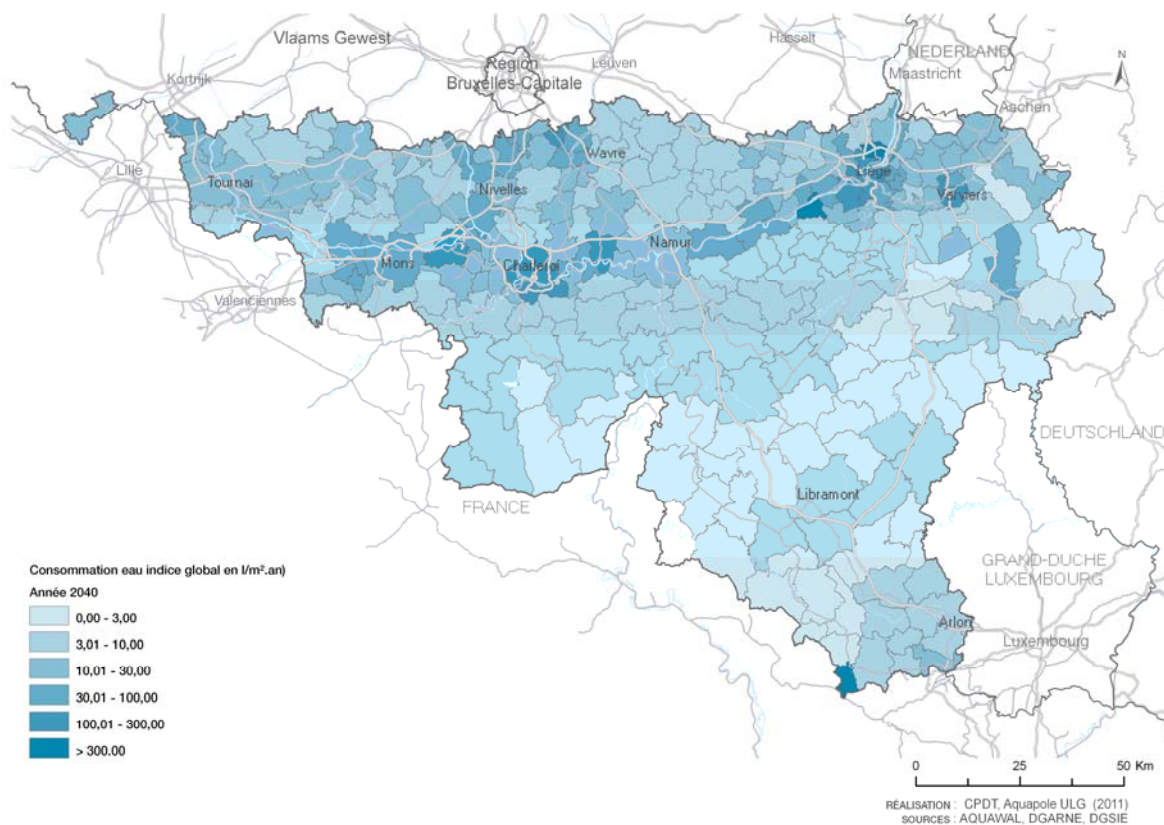 Vlaams Gewest
Hasselt
NEDERLAND
Région
Bruxelles-Capitale
Leuven
Maastricht
N
Kortrijk
Aachen
Lille
Wavre
Liège
Tournai
Nivelles
Verviers
Namur
Mons
Charleroi
Valenciennes
DEUTSCHLAND
Libramont
FRANCE
GRAND-DUCHE
LUXEMBOURG
Arlon
Luxembourg
Consommation eau indice global en l/m².an)
Année 2040
0,00 - 3,00
3,01 - 10,00
10,01 - 30,00
30,01 - 100,00
100,01 - 300,00
> 300.00
0 25 50 Km
RÉALISATION : CPDT, Aquapole ULG (2011)
SOURCES : AQUAWAL, DGARNE, DGSIE